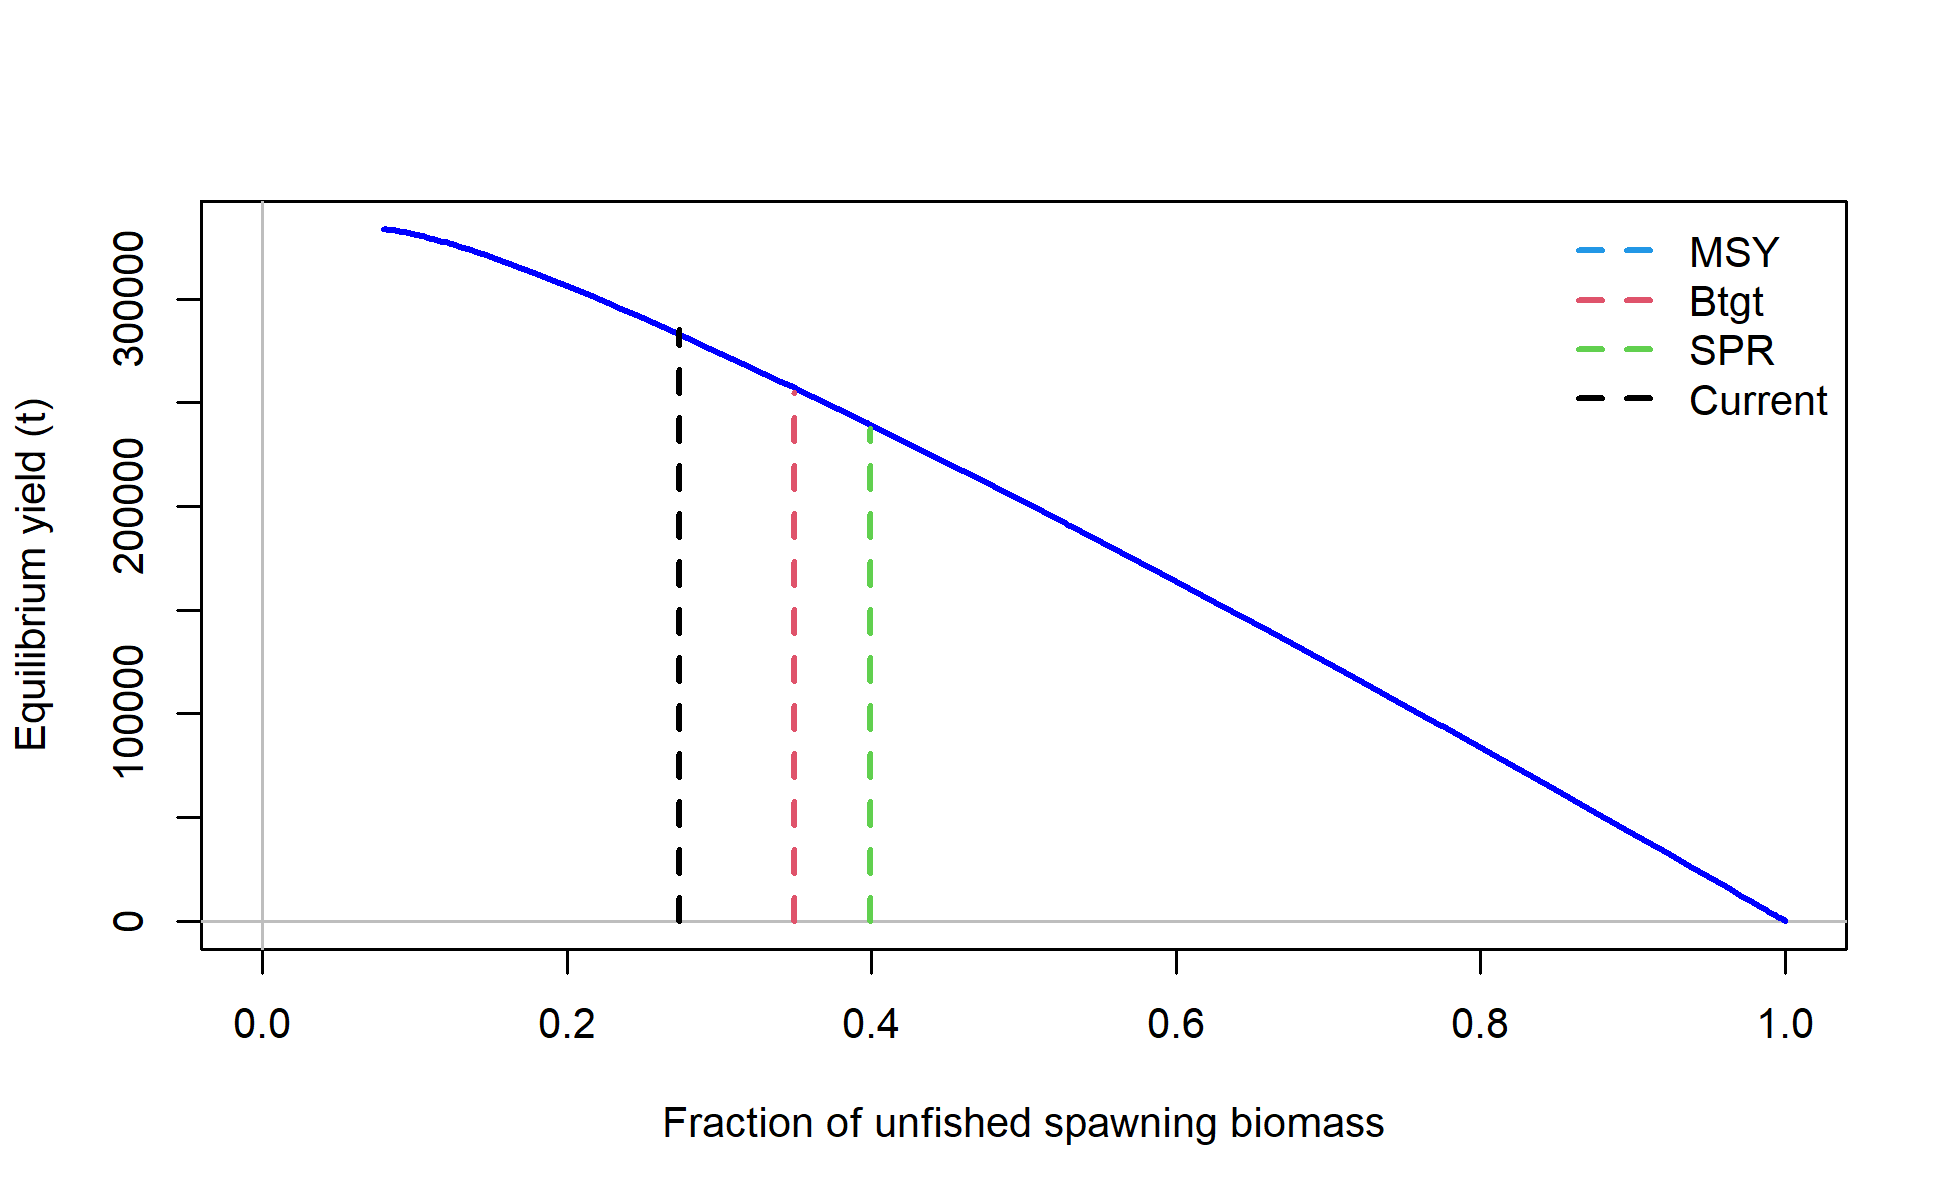 MSY
Btgt
SPR
Current
Equilibrium yield (t)
300000
200000
100000
0
0.0 0.2 0.4 0.6 0.8 1.0
Fraction of unfished spawning biomass